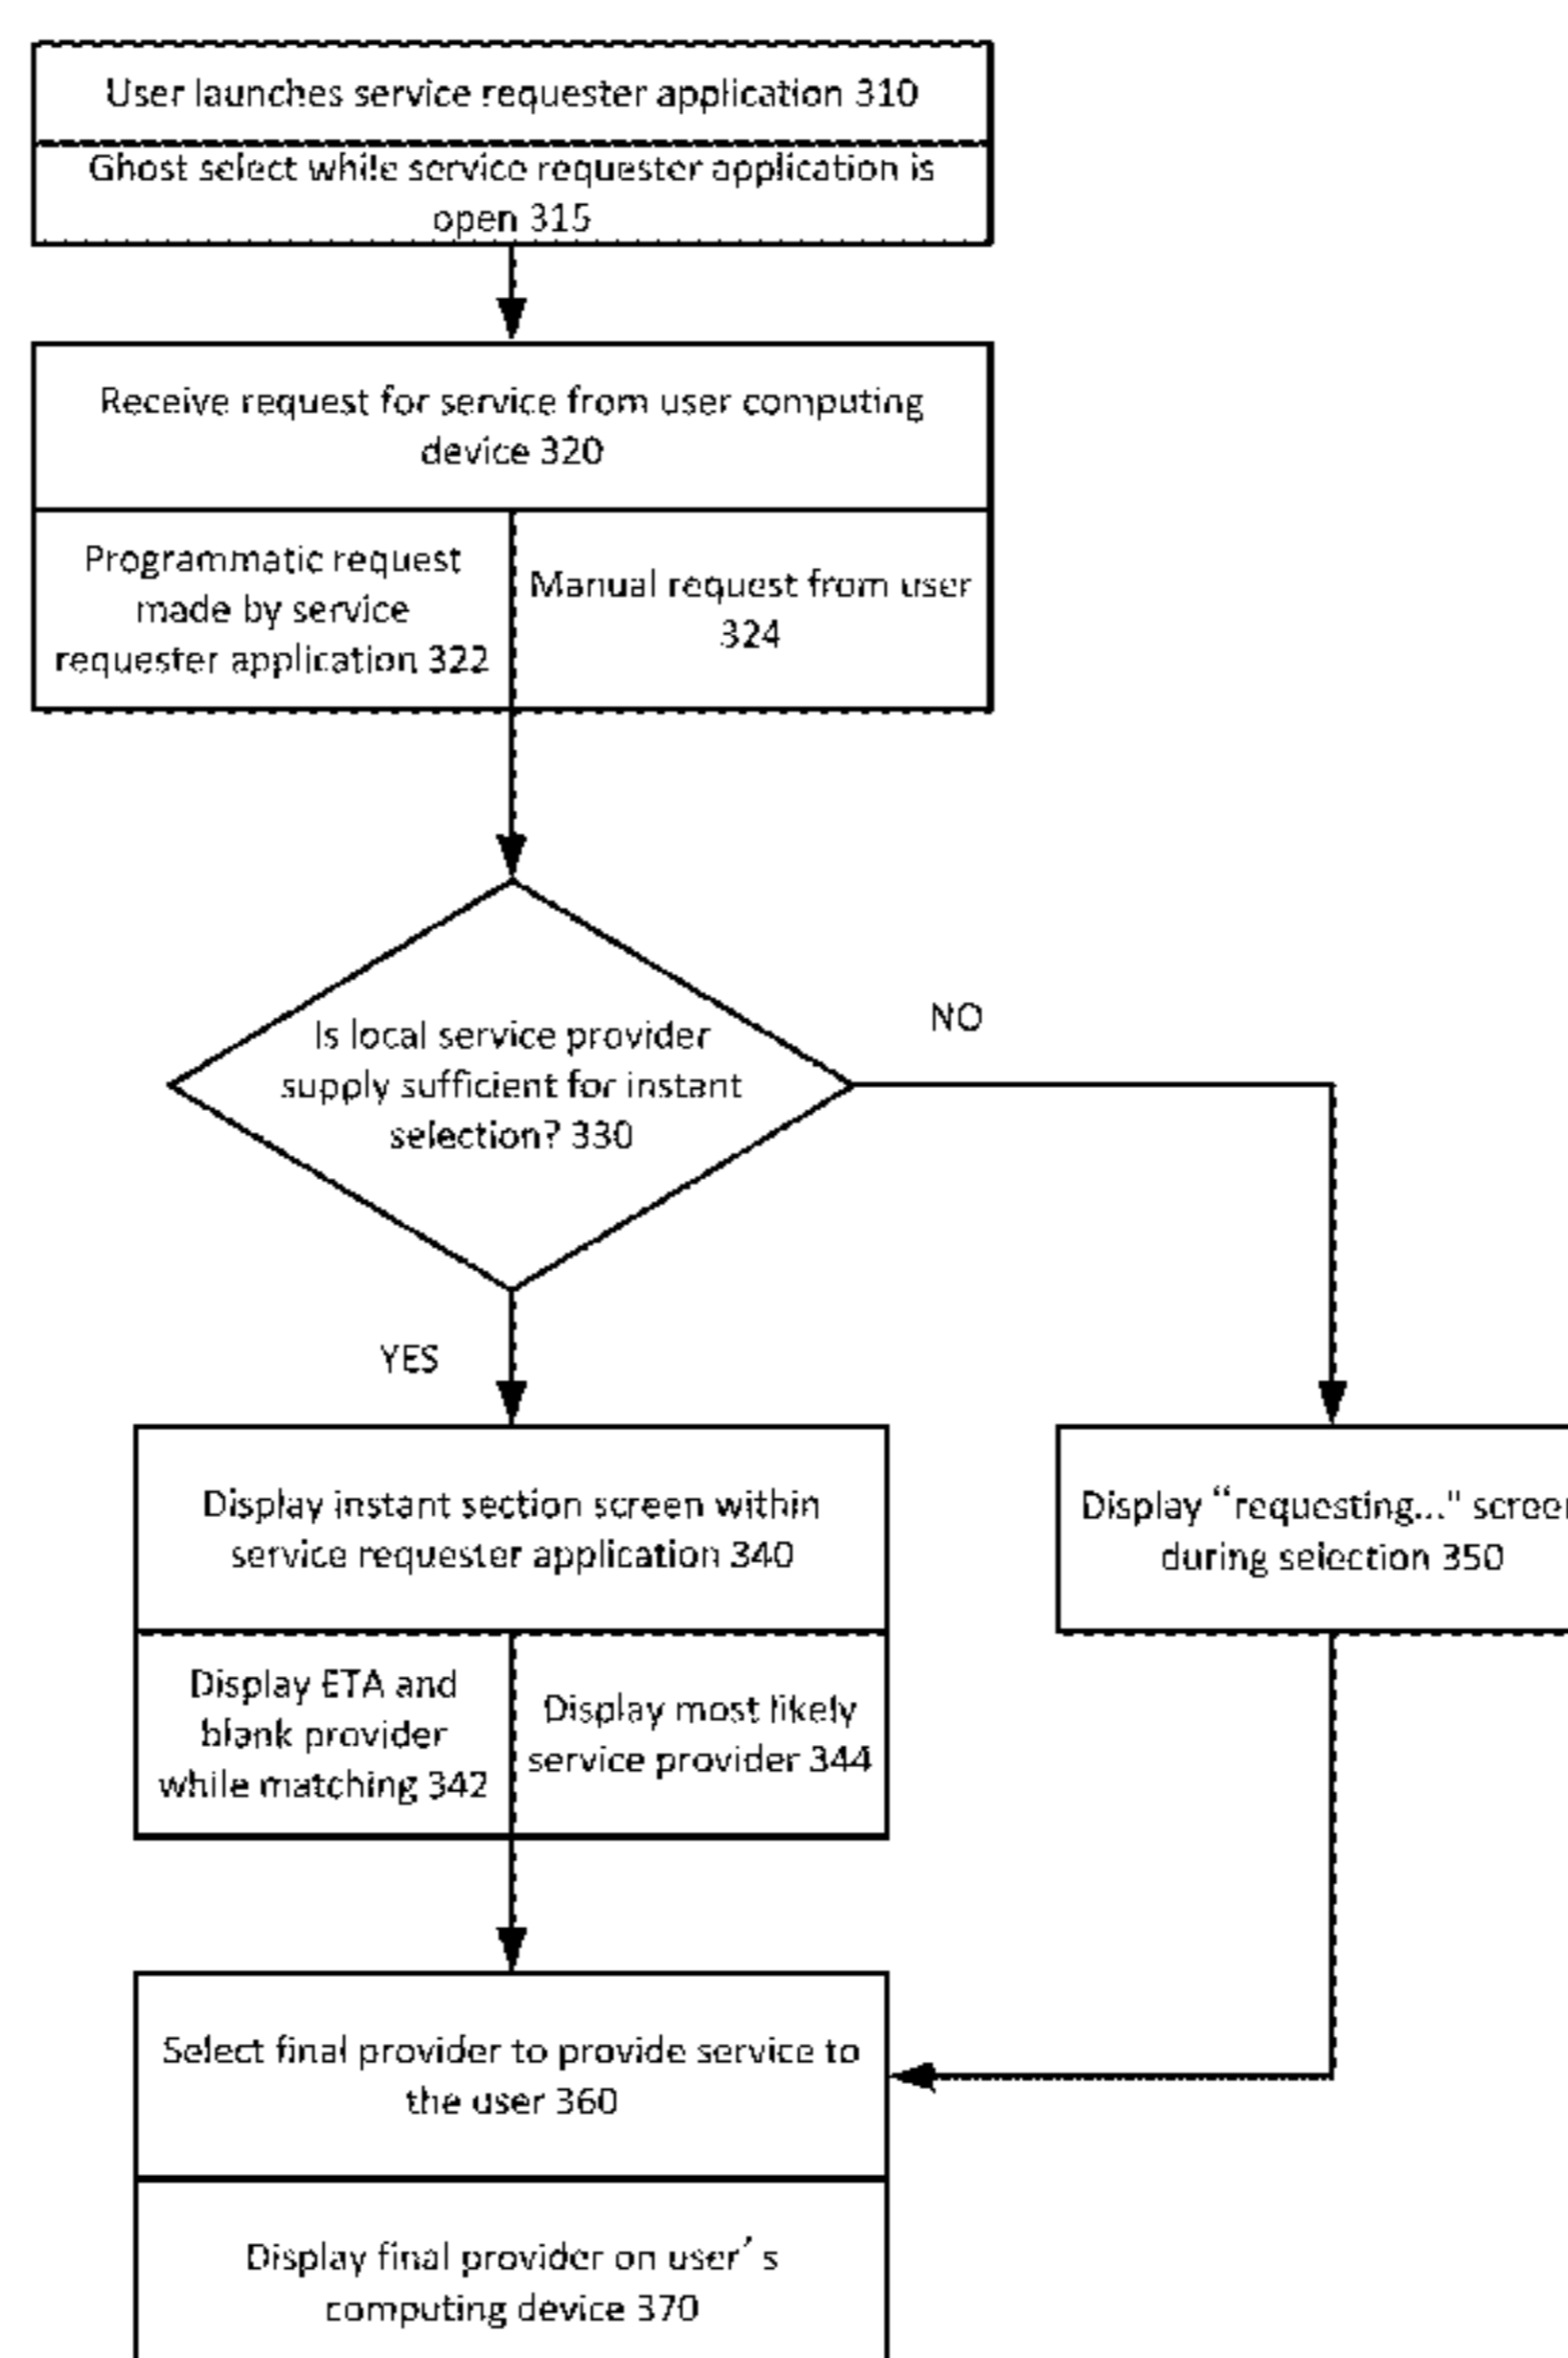 User launches service requester application 310
Ghost select while service requester application is
open 315
Receive request for service from user computing
device 320
Programmatic request
made by service
requester application 322
Manual request from user
324
Is local service provider
supply sufficient for instant
selection? 330
NO
YES
Display instant section screen within
service requester application 340
Display ETA and
blank provider
while matching 342
Display most likely
service provider 344
Display “requesting..." screen
during selection 350
Select final provider to provide service to
the user 360
Display final provider on user’s
computing device 370